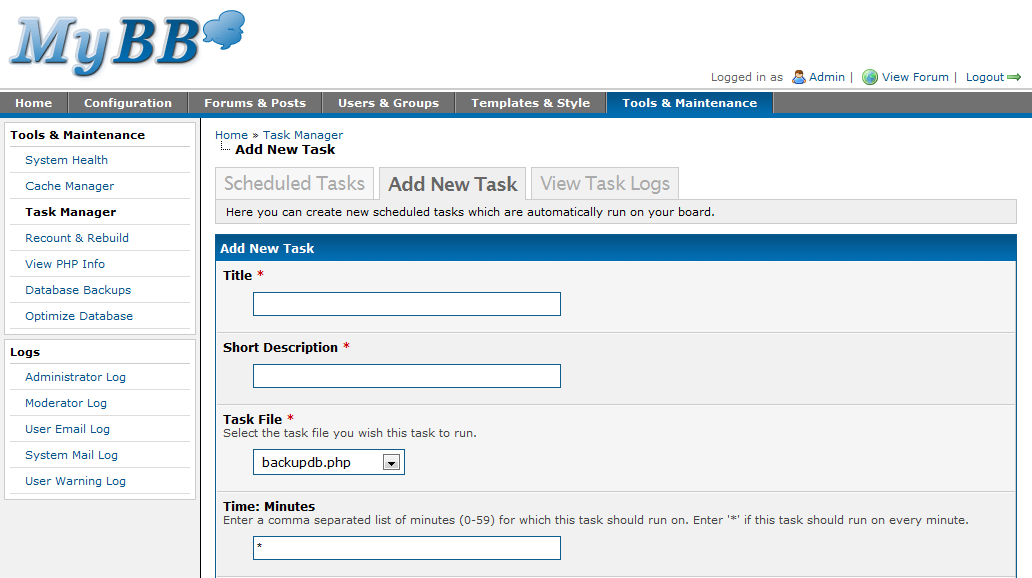 MyBB
Logged in as Admin | View Forum | Logout
Home Configuration Forums & Posts Users & Groups Templates & Style Tools & Maintenance
Tools & Maintenance
System Health
Cache Manager
Task Manager
Recount & Rebuild
View PHP Info
Database Backups
Optimize Database
Logs
Administrator Log
Moderator Log
User Email Log
System Mail Log
User Warning Log
Home » Task Manager
Add New Task
Scheduled Tasks Add New Task View Task Logs
Here you can create new scheduled tasks which are automatically run on your board.
Add New Task
Title *
Short Description *
Task File *
Select the task file you wish this task to run.
backupdb.php
Time: Minutes
Enter a comma separated list of minutes (0-59) for which this task should run on. Enter '*' if this task should run on every minute.
*